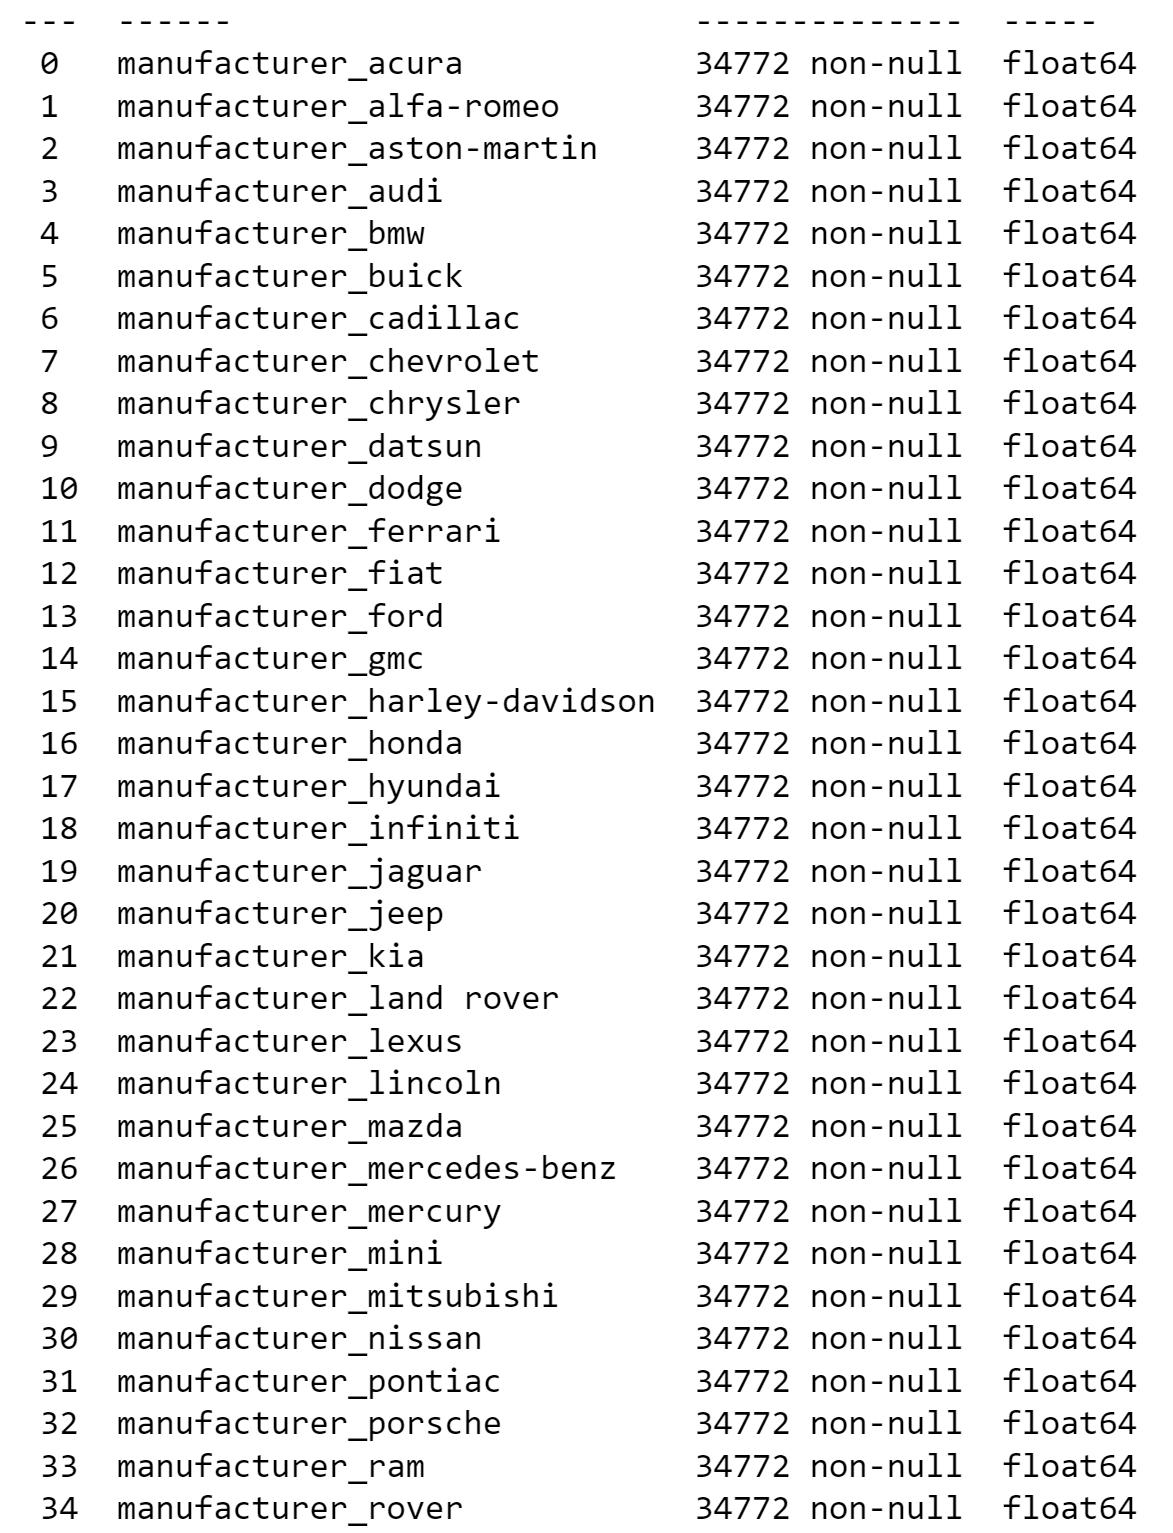 ---  ------                        --------------  -----
 0   manufacturer_acura            34772 non-null  float64
 1   manufacturer_alfa-romeo       34772 non-null  float64
 2   manufacturer_aston-martin     34772 non-null  float64
 3   manufacturer_audi             34772 non-null  float64
 4   manufacturer_bmw              34772 non-null  float64
 5   manufacturer_buick            34772 non-null  float64
 6   manufacturer_cadillac         34772 non-null  float64
 7   manufacturer_chevrolet        34772 non-null  float64
 8   manufacturer_chrysler         34772 non-null  float64
 9   manufacturer_datsun           34772 non-null  float64
 10  manufacturer_dodge            34772 non-null  float64
 11  manufacturer_ferrari          34772 non-null  float64
 12  manufacturer_fiat             34772 non-null  float64
 13  manufacturer_ford             34772 non-null  float64
 14  manufacturer_gmc              34772 non-null  float64
 15  manufacturer_harley-davidson  34772 non-null  float64
 16  manufacturer_honda            34772 non-null  float64
 17  manufacturer_hyundai          34772 non-null  float64
 18  manufacturer_infiniti         34772 non-null  float64
 19  manufacturer_jaguar           34772 non-null  float64
 20  manufacturer_jeep             34772 non-null  float64
 21  manufacturer_kia              34772 non-null  float64
 22  manufacturer_land rover       34772 non-null  float64
 23  manufacturer_lexus            34772 non-null  float64
 24  manufacturer_lincoln          34772 non-null  float64
 25  manufacturer_mazda            34772 non-null  float64
 26  manufacturer_mercedes-benz    34772 non-null  float64
 27  manufacturer_mercury          34772 non-null  float64
 28  manufacturer_mini             34772 non-null  float64
 29  manufacturer_mitsubishi       34772 non-null  float64
 30  manufacturer_nissan           34772 non-null  float64
 31  manufacturer_pontiac          34772 non-null  float64
 32  manufacturer_porsche          34772 non-null  float64
 33  manufacturer_ram              34772 non-null  float64
 34  manufacturer_rover            34772 non-null  float64